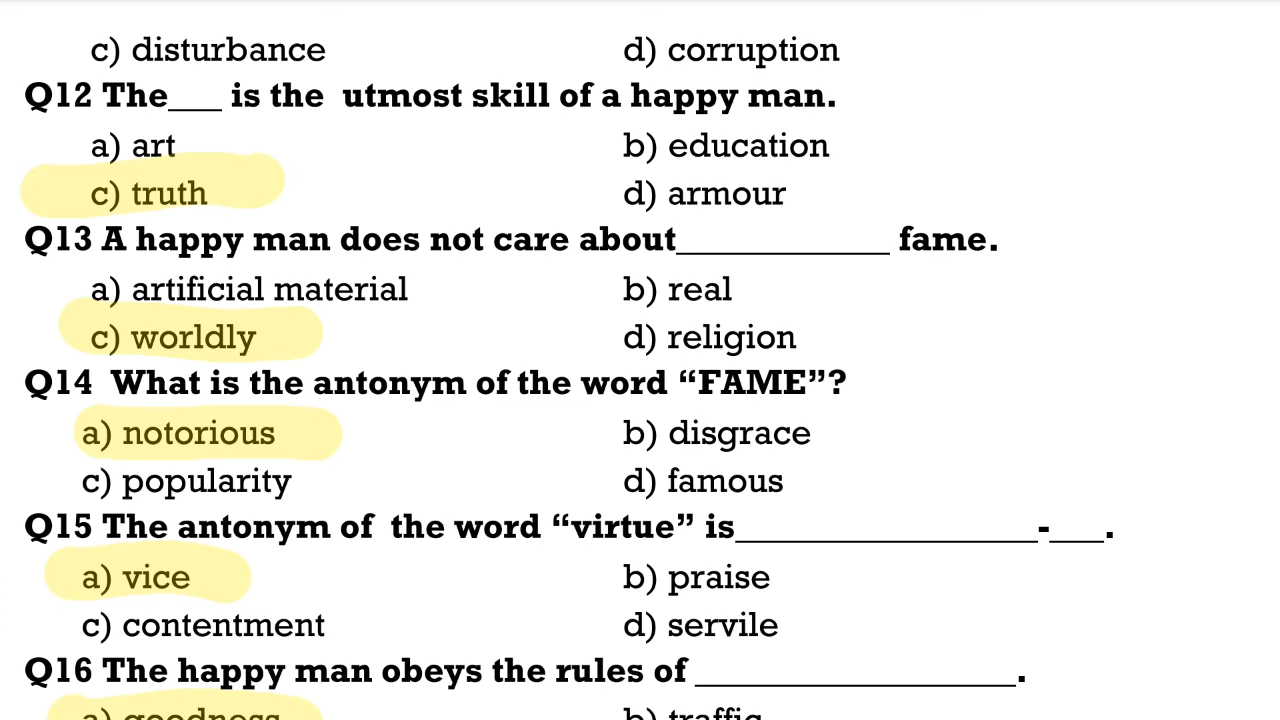 c) disturbance d) corruption
Q12 The___ is the utmost skill of a happy man.
a) art b) education
c) truth d) armour
Q13 A happy man does not care about____________ fame.
a) artificial material b) real
c) worldly d) religion
Q14 What is the antonym of the word “FAME”?
a) notorious b) disgrace
c) popularity d) famous
Q15 The antonym of the word “virtue” is_________________-___.
a) vice b) praise
c) contentment d) servile
Q16 The happy man obeys the rules of __________________.
a) goodness b) traffic